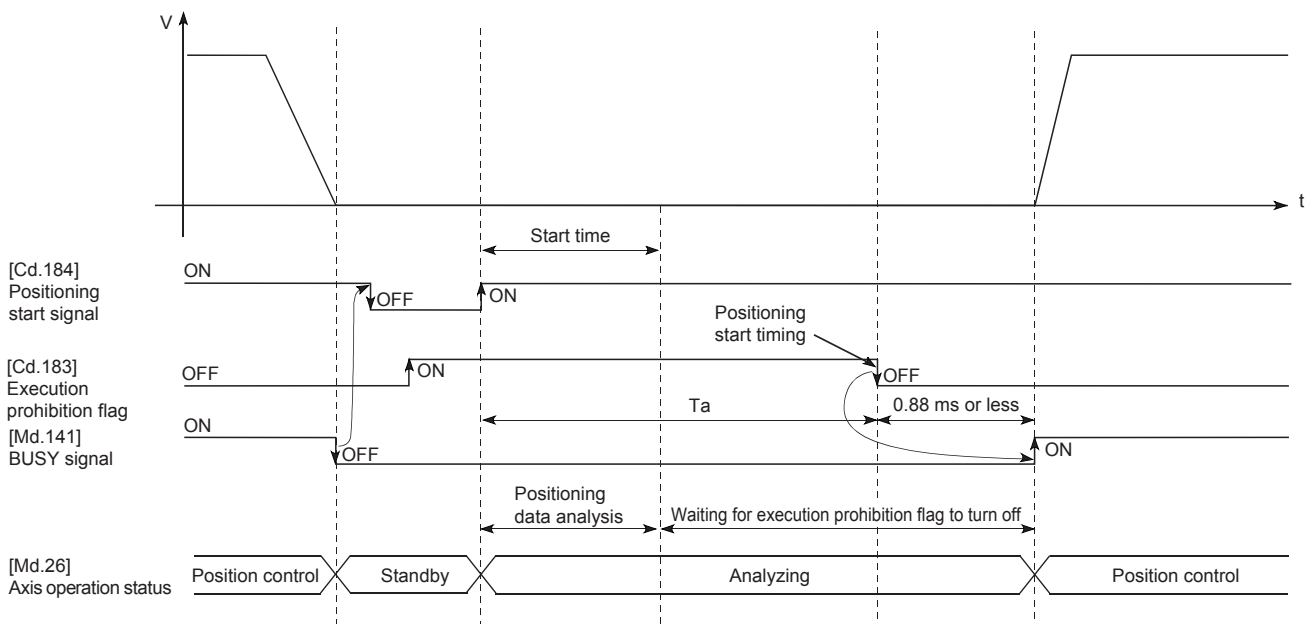 V
t
Start time
[Cd.184]
Positioning
start signal
ON
OFF
ON
Positioning
start timing
[Cd.183]
Execution
prohibition flag
OFF
ON
OFF
Ta
0.88 ms or less
[Md.141]
BUSY signal
ON
OFF
ON
Positioning
data analysis
Waiting for execution prohibition flag to turn off
[Md.26]
Axis operation status
Position control
Standby
Analyzing
Position control